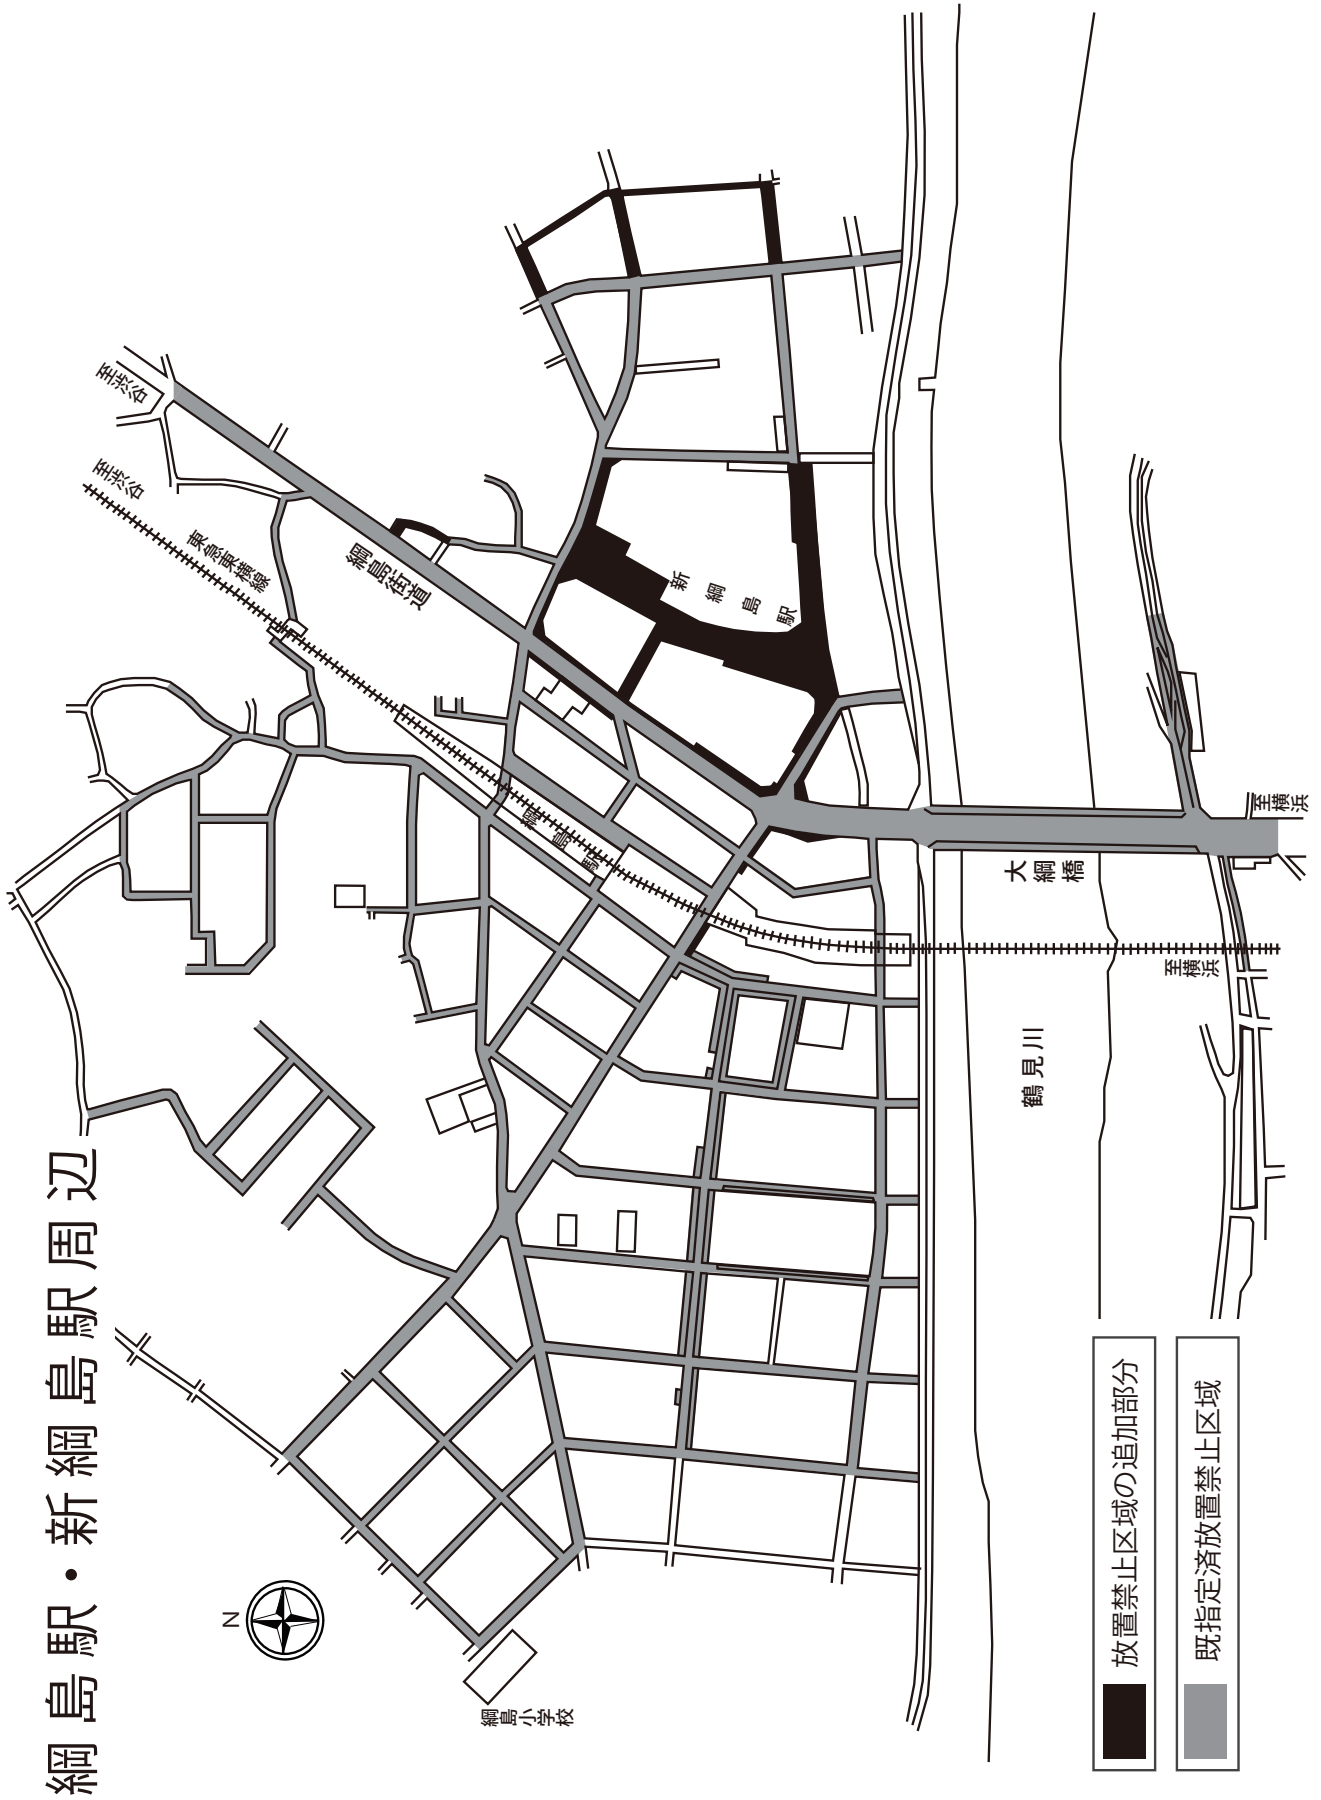 綱島駅・新綱島駅周辺
至渋谷
至渋谷
東急東横線
綱島街道
新綱島駅
綱島駅
大綱橋
至横浜
至横浜
鶴見川
綱島小学校
N
放置禁止区域の追加部分
既指定済放置禁止区域